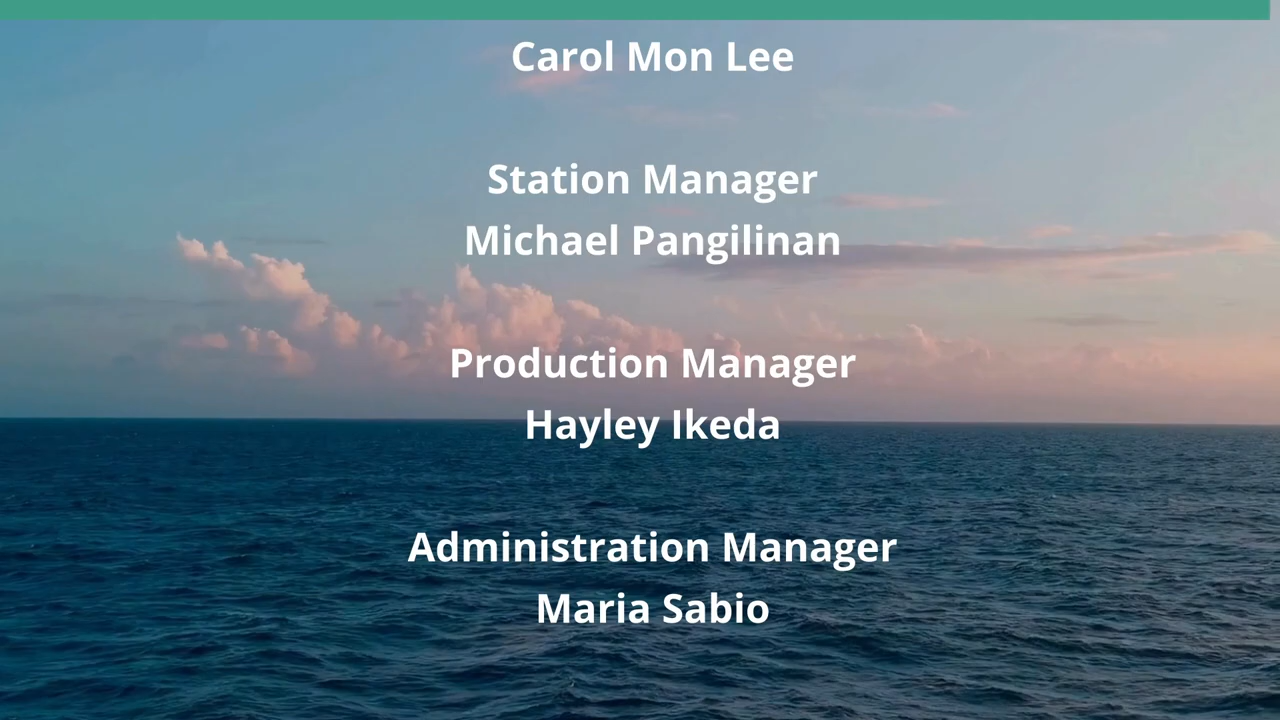 Carol Mon Lee
Station Manager
Michael Pangilinan
Production Manager
Hayley Ikeda
Administration Manager
Maria Sabio